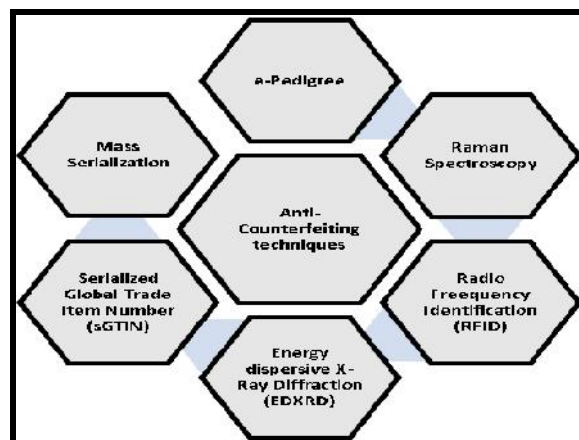 e-Pedigree
Mass
Serialization
Raman
Spectroscopy
Anti-
Counterfeiting
techniques
Serialized
Global Trade
Item Number
(sGTIN)
Radio
Freequency
Identification
(RFID)
Energy
dispersive X-
Ray Diffraction
(EDXRD)